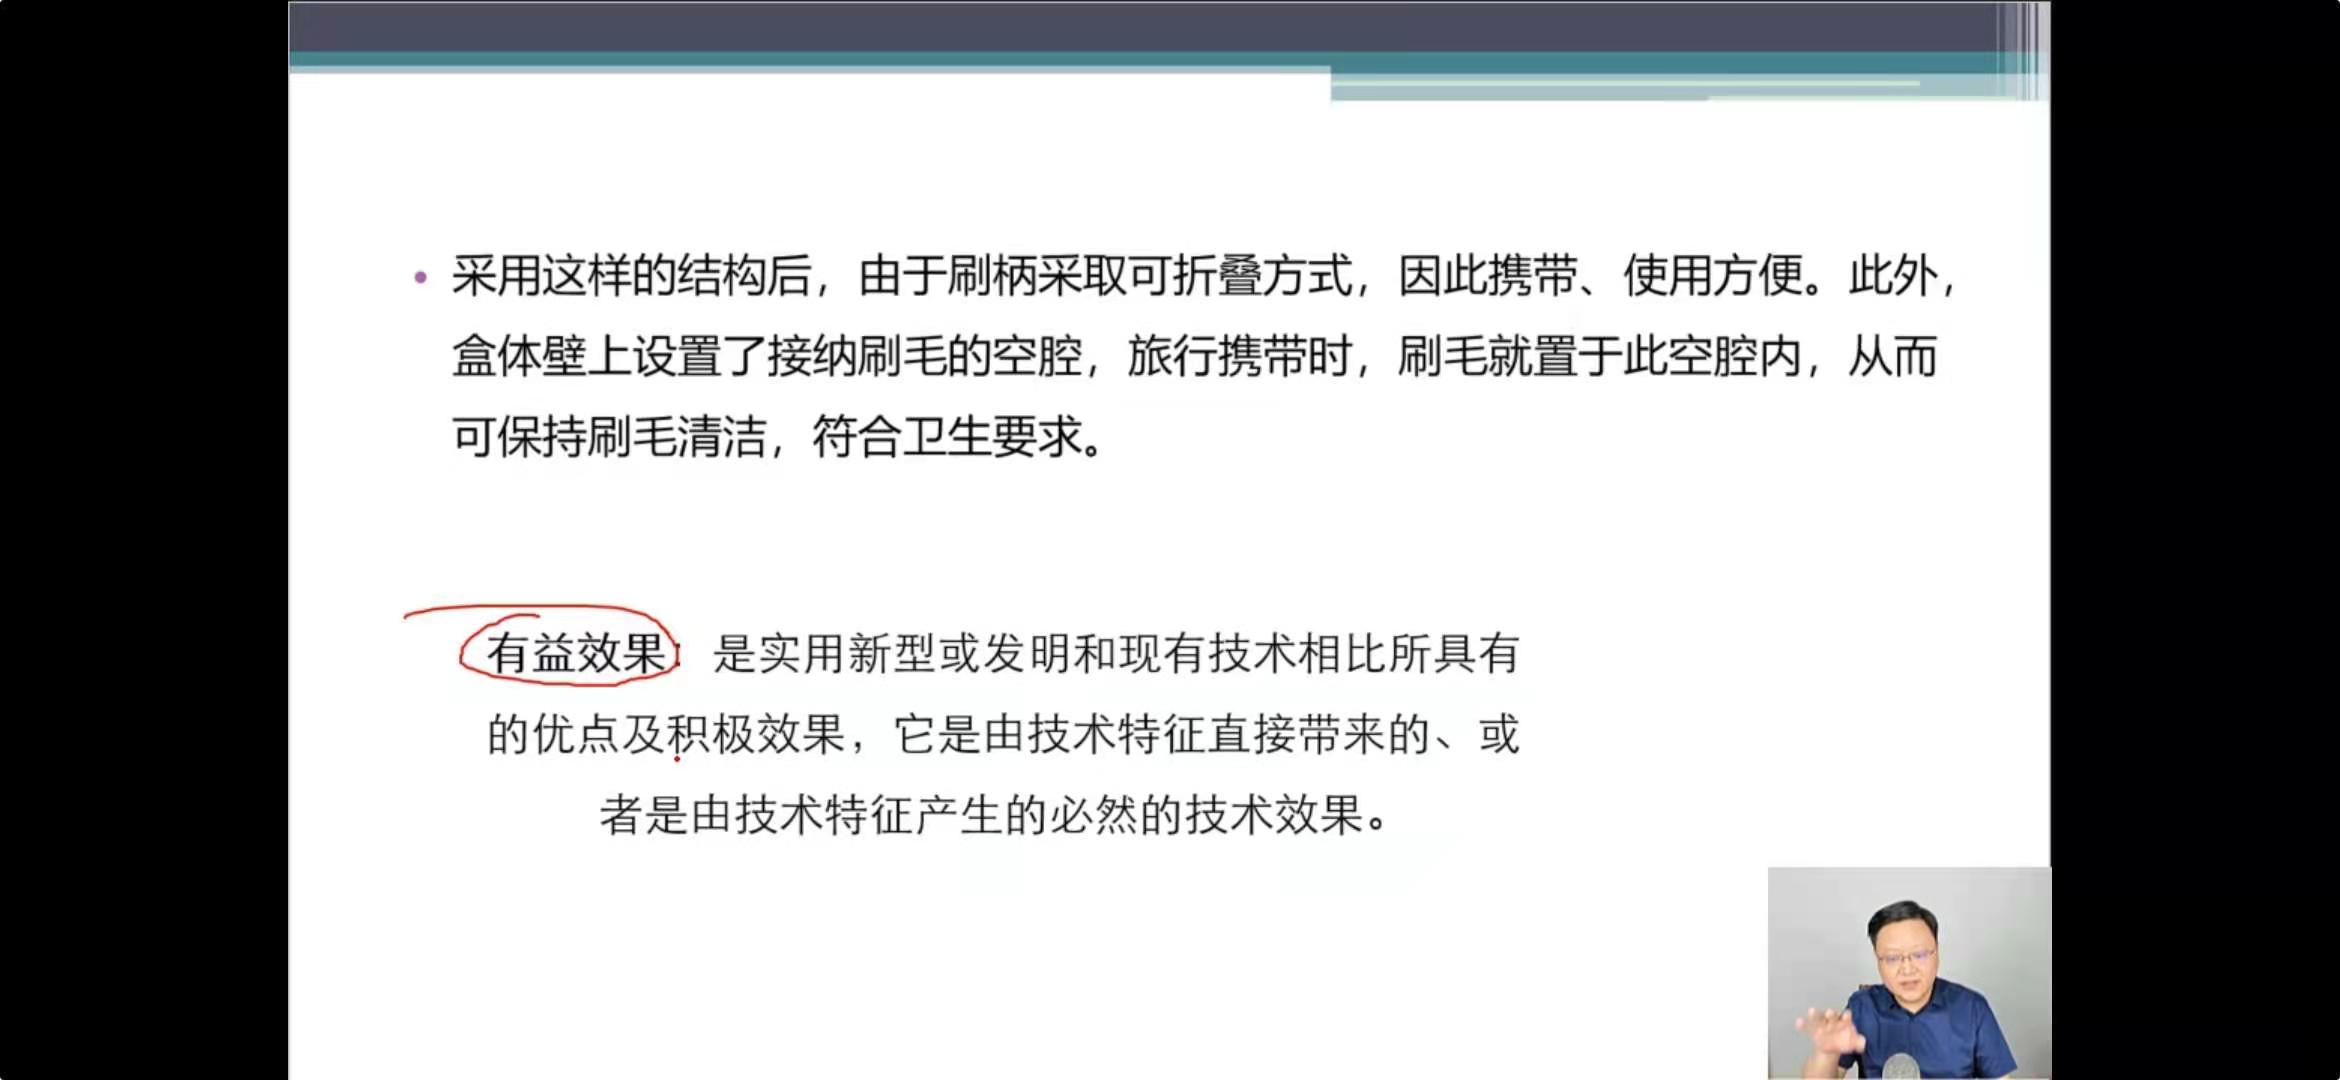 采用这样的结构后，由于刷柄采取可折叠方式，因此携带、使用方便。此外，
盒体壁上设置了接纳刷毛的空腔，旅行携带时，刷毛就置于此空腔内，从而
可保持刷毛清洁，符合卫生要求。
有益效果：是实用新型或发明和现有技术相比所具有
的优点及积极效果，它是由技术特征直接带来的、或
者是由技术特征产生的必然的技术效果。